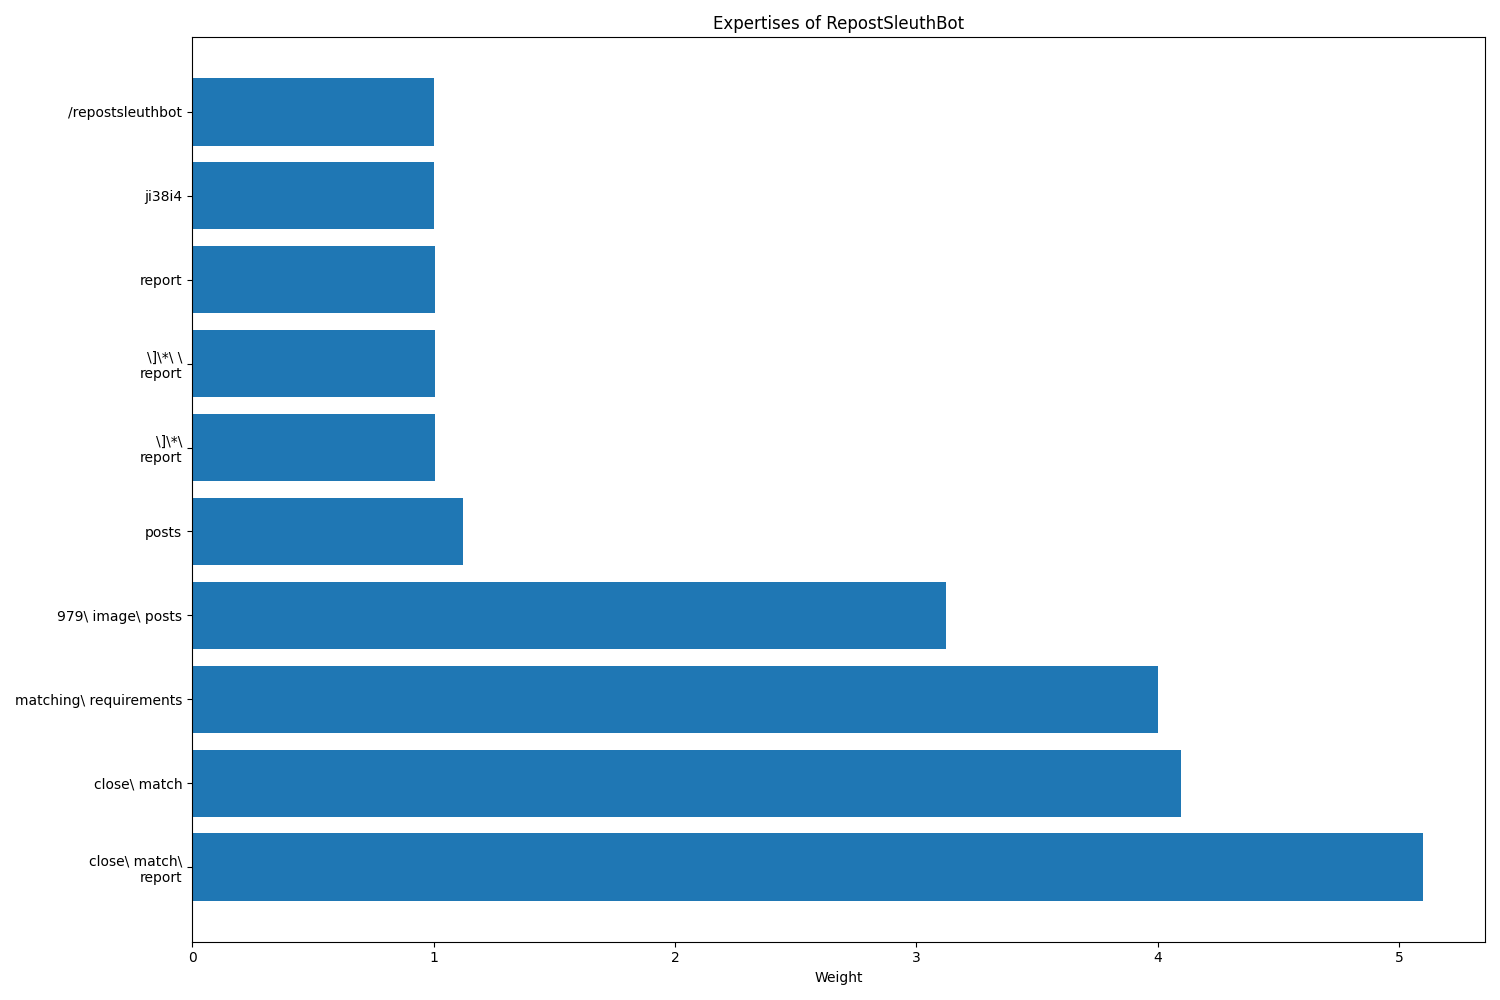 Expertises of RepostSleuthBot
/repostsleuthbot
ji38i4
report
\]\*\ \
report
\]\*\
report
posts
979\ image\ posts
matching\ requirements
close\ match
close\ match\
report
0 1 2 3 4 5
Weight